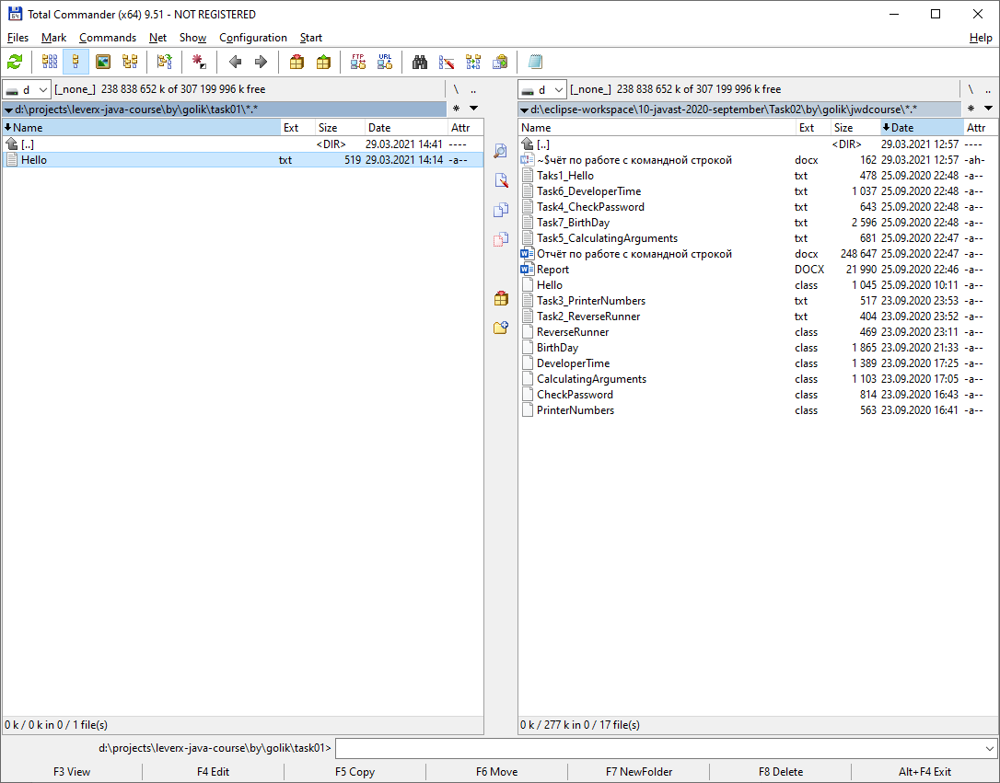 Total Commander (x64) 9.51 - NOT REGISTERED
Files Mark Commands Net Show Configuration Start Help
FTP URL
d [_none_] 238 838 652 k of 307 199 996 k free \ ..
d:\projects\leverx-java-course\by\golik\task01\*.* *
Name Ext Size Date Attr
[..] <DIR> 29.03.2021 14:41 ----
Hello txt 519 29.03.2021 14:14 -a--
0 k / 0 k in 0 / 1 file(s)
d [_none_] 238 838 652 k of 307 199 996 k free \ ..
d:\eclipse-workspace\10-javast-2020-september\Task02\by\golik\jwdcourse\*.* *
Name Ext Size Date Attr
[..] <DIR> 29.03.2021 12:57 ----
~$чёт по работе с командной строкой docx 162 29.03.2021 12:57 -ah-
Taks1_Hello txt 478 25.09.2020 22:48 -a--
Task6_DeveloperTime txt 1 037 25.09.2020 22:48 -a--
Task4_CheckPassword txt 643 25.09.2020 22:48 -a--
Task7_BirthDay txt 2 596 25.09.2020 22:48 -a--
Task5_CalculatingArguments txt 681 25.09.2020 22:47 -a--
Отчёт по работе с командной строкой docx 248 647 25.09.2020 22:47 -a--
Report DOCX 21 990 25.09.2020 22:46 -a--
Hello class 1 045 25.09.2020 10:11 -a--
Task3_PrinterNumbers txt 517 23.09.2020 23:53 -a--
Task2_ReverseRunner txt 404 23.09.2020 23:52 -a--
ReverseRunner class 469 23.09.2020 23:11 -a--
BirthDay class 1 865 23.09.2020 21:33 -a--
DeveloperTime class 1 389 23.09.2020 17:25 -a--
CalculatingArguments class 1 103 23.09.2020 17:05 -a--
CheckPassword class 814 23.09.2020 16:43 -a--
PrinterNumbers class 563 23.09.2020 16:41 -a--
0 k / 277 k in 0 / 17 file(s)
d:\projects\leverx-java-course\by\golik\task01>
F3 View F4 Edit F5 Copy F6 Move F7 NewFolder F8 Delete Alt+F4 Exit